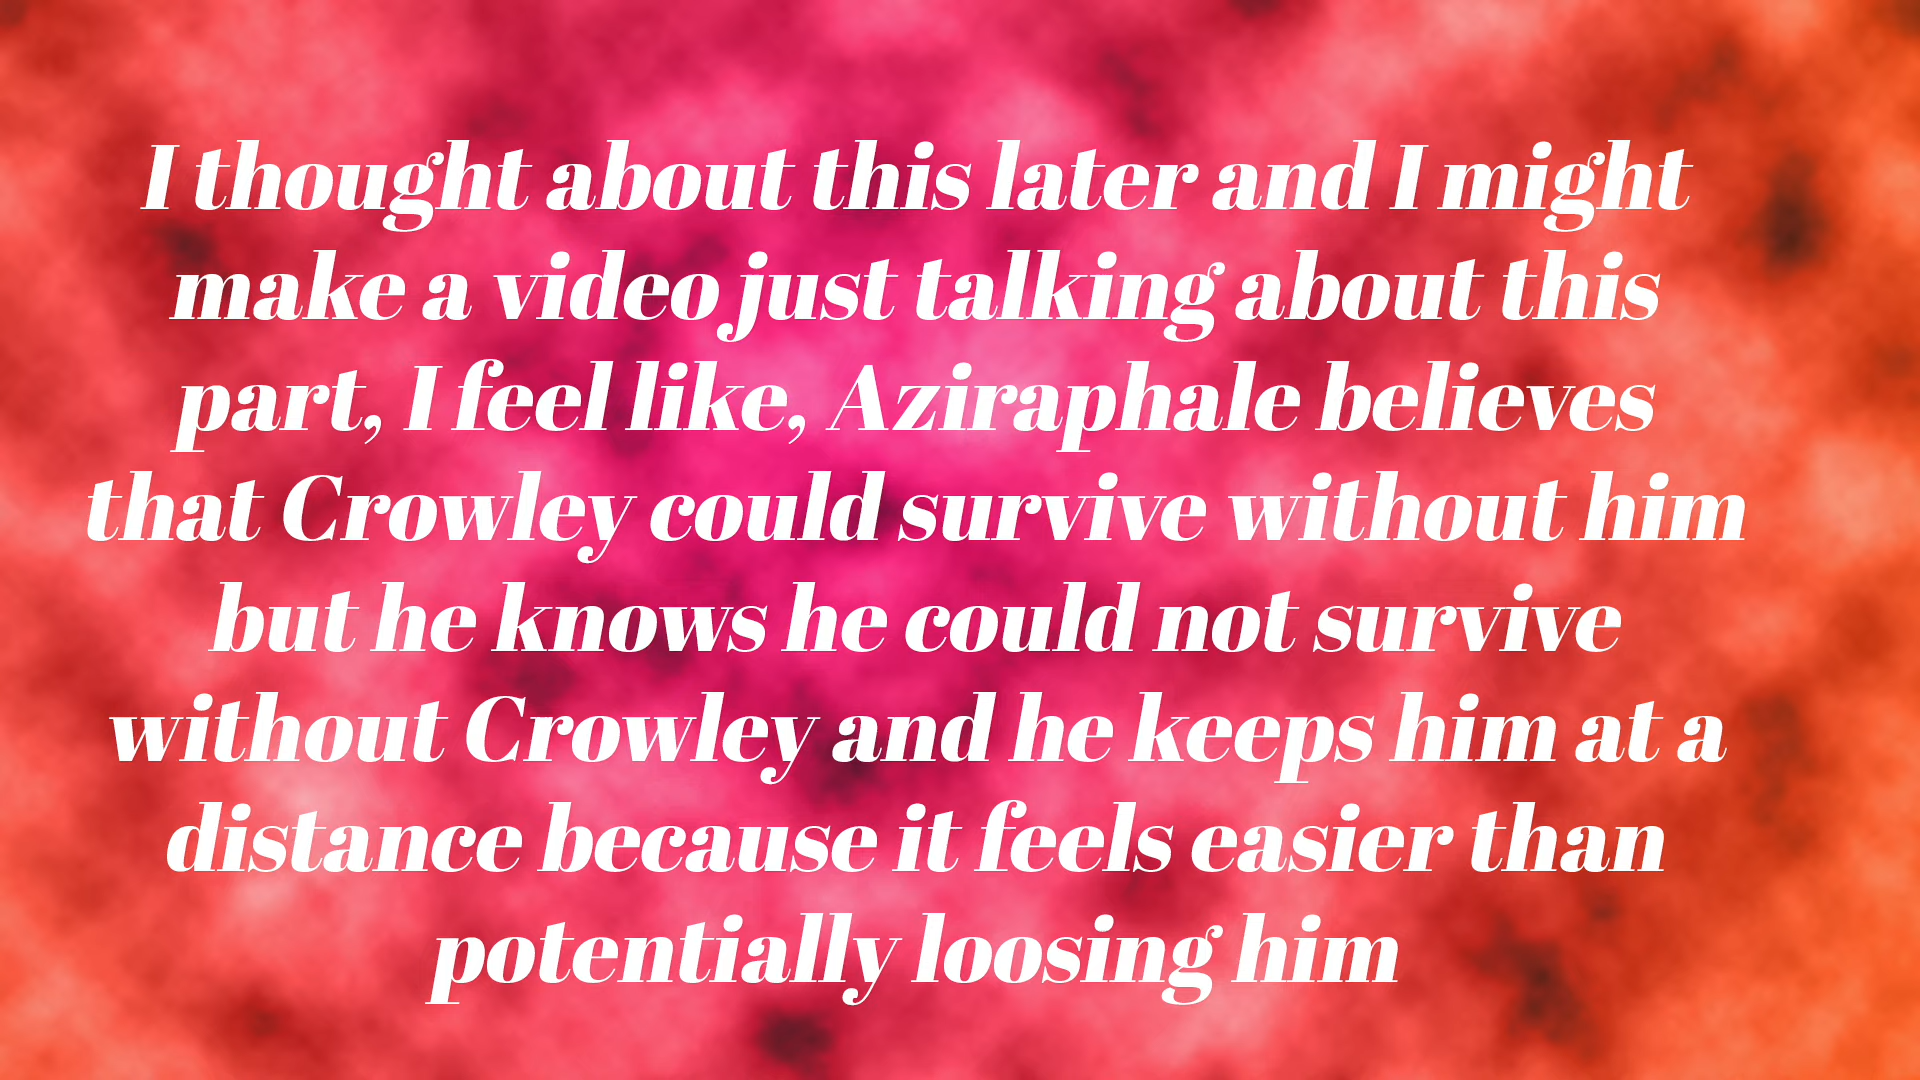 I thought about this later and I might
make a video just talking about this
part, I feel like, Aziraphale believes
that Crowley could survive without him
but he knows he could not survive
without Crowley and he keeps him at a
distance because it feels easier than
potentially loosing him